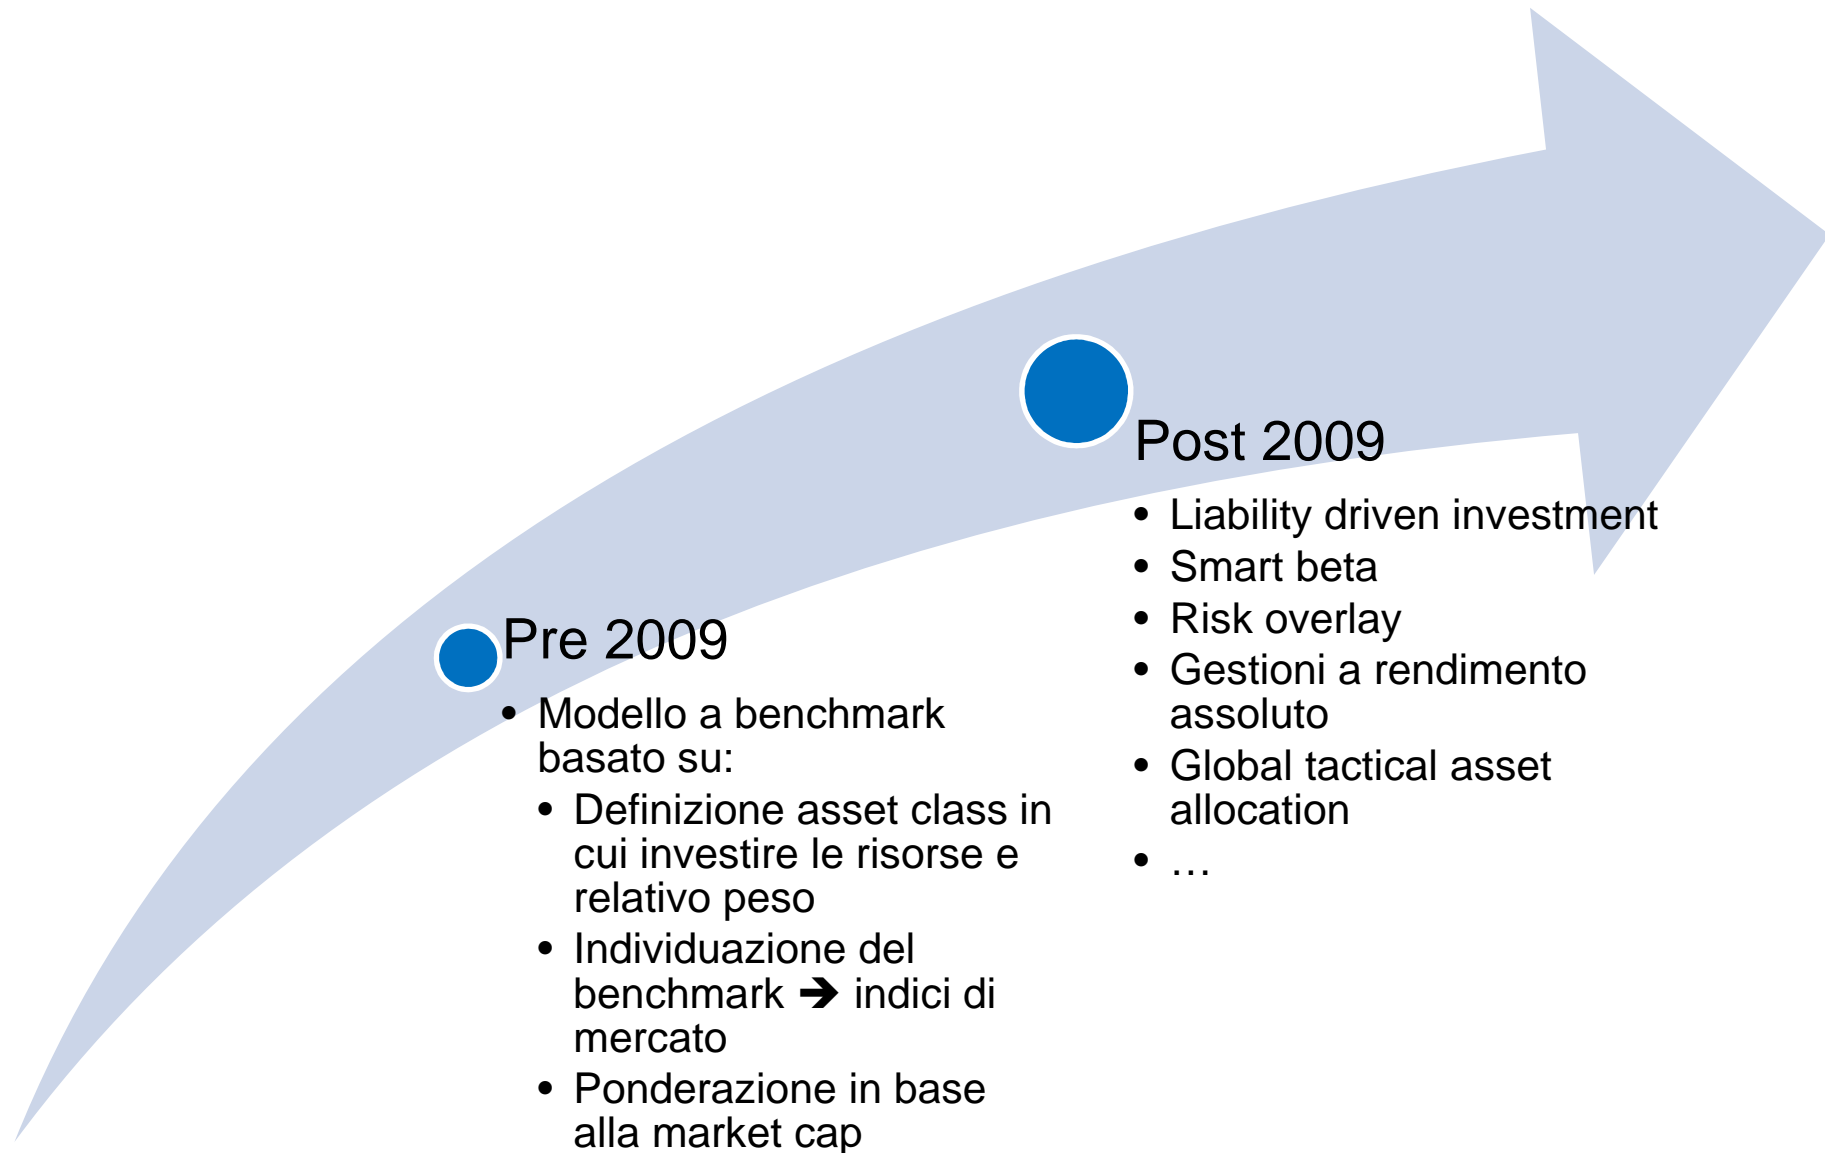 Pre 2009
• Modello a benchmark
basato su:
• Definizione asset class in
cui investire le risorse e
relativo peso
• Individuazione del
benchmark ➔ indici di
mercato
• Ponderazione in base
alla market cap
Post 2009
• Liability driven investment
• Smart beta
• Risk overlay
• Gestioni a rendimento
assoluto
• Global tactical asset
allocation
• …